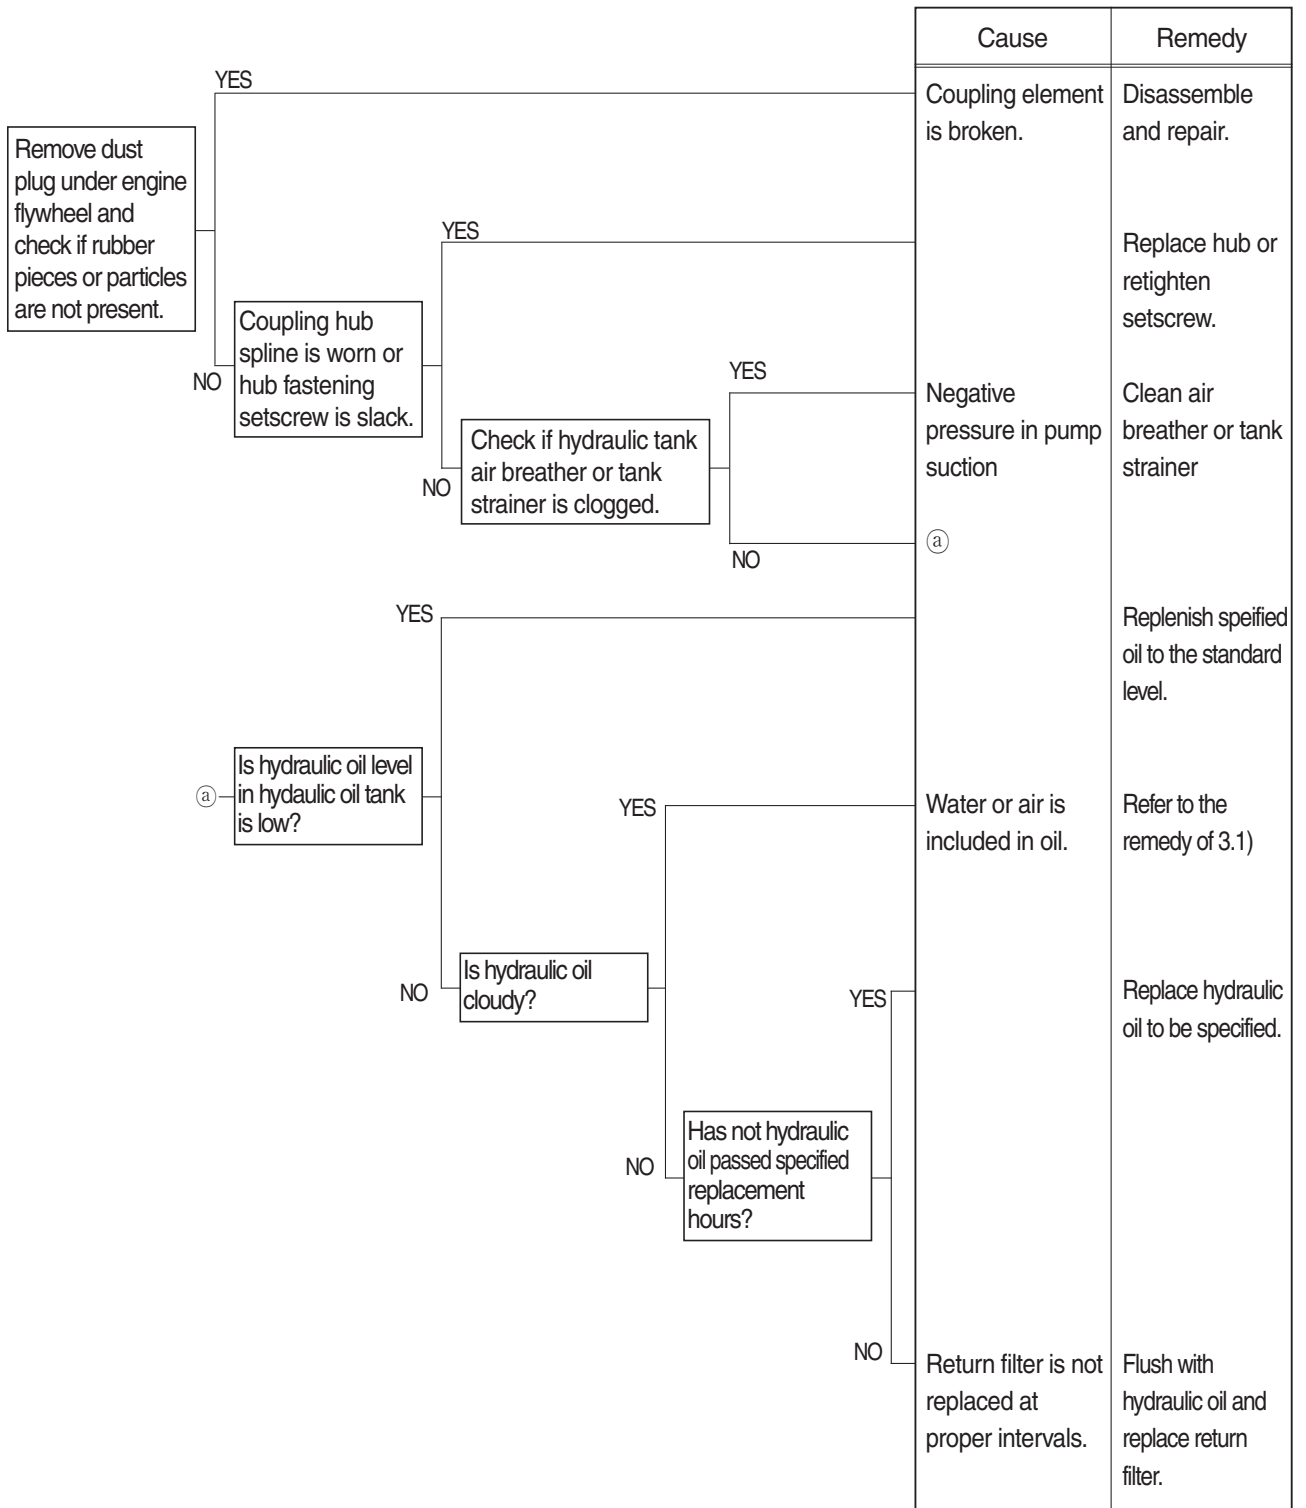 Cause
Remedy
YES
Coupling element
is broken.
Disassemble
and repair.
Remove dust
plug under engine
flywheel and
check if rubber
pieces or particles
are not present.
YES
Replace hub or
retighten
setscrew.
NO
Coupling hub
spline is worn or
hub fastening
setscrew is slack.
YES
Negative
pressure in pump
suction
Clean air
breather or tank
strainer
NO
Check if hydraulic tank
air breather or tank
strainer is clogged.
NO
ⓐ
YES
Replenish speified
oil to the standard
level.
ⓐ
Is hydraulic oil level
in hydaulic oil tank
is low?
YES
Water or air is
included in oil.
Refer to the
remedy of 3.1)
NO
Is hydraulic oil
cloudy?
YES
Replace hydraulic
oil to be specified.
NO
Has not hydraulic
oil passed specified
replacement
hours?
NO
Return filter is not
replaced at
proper intervals.
Flush with
hydraulic oil and
replace return
filter.